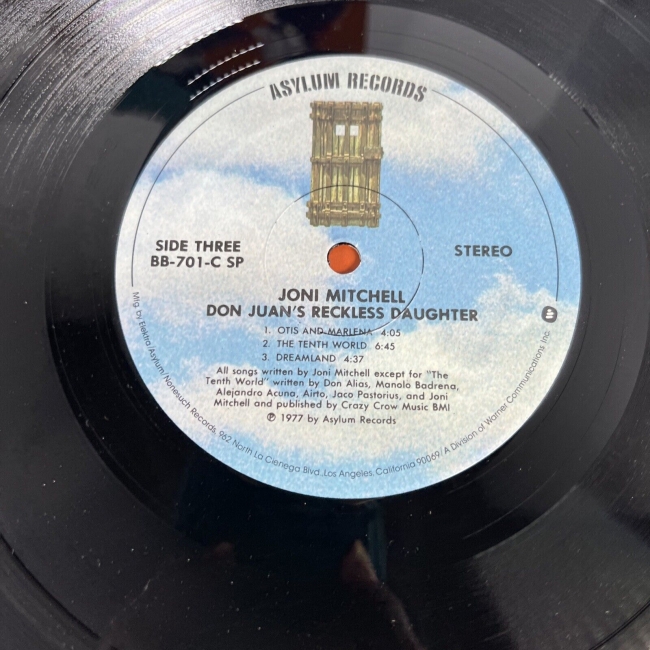 ASYLUM RECORDS
SIDE THREE
BB-701-C SP
STEREO
JONI MITCHELL
DON JUAN'S RECKLESS DAUGHTER
1. OTIS AND MARLENA 4:05
2. THE TENTH WORLD 6:45
3. DREAMLAND 4:37
All songs written by Joni Mitchell except for "The
Tenth World" written by Don Alias, Manolo Badrena,
Alejandro Acuna, Airto, Jaco Pastorius, and Joni
Mitchell and published by Crazy Crow Music BMI
℗ 1977 by Asylum Records
Mfg by Elektra/Asylum/Nonesuch Records, 962 North La Cienega Blvd., Los Angeles, California 90069/A Division of Warner Communications Inc.